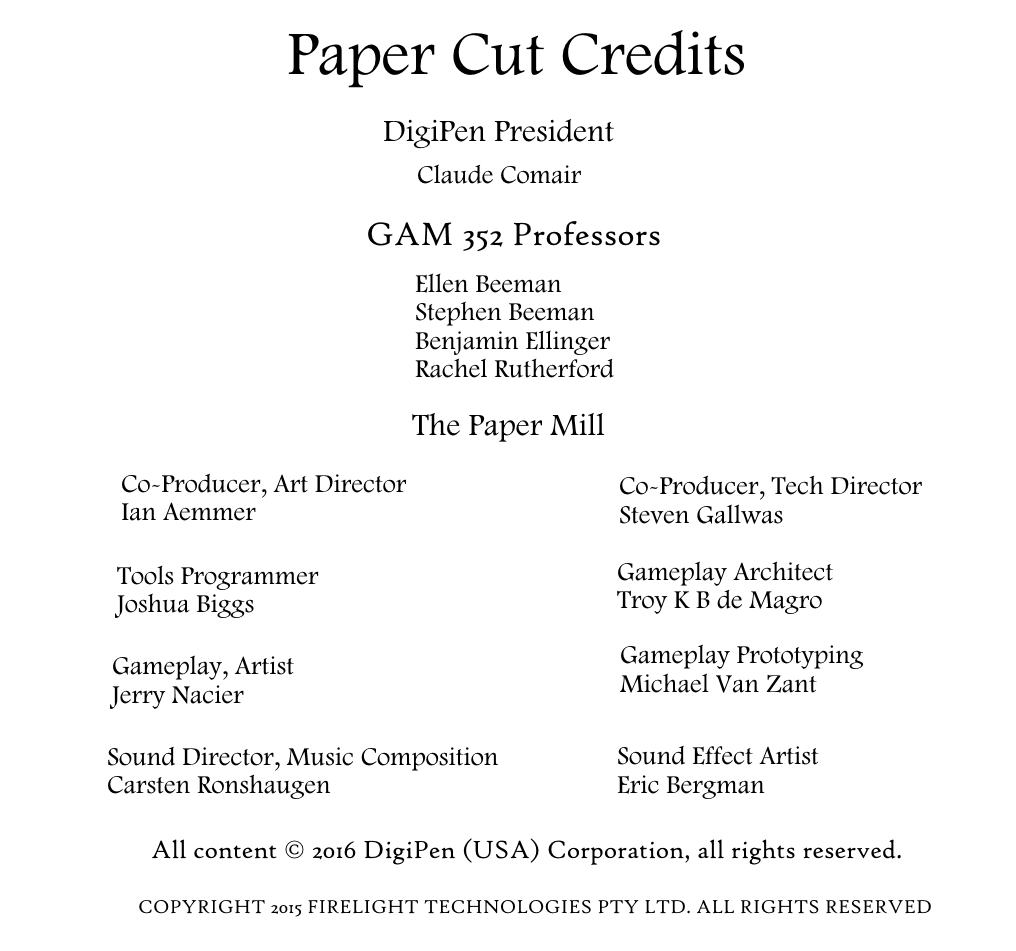 Paper Cut Credits
DigiPen President
Claude Comair
GAM 352 Professors
Ellen Beeman
Stephen Beeman
Benjamin Ellinger
Rachel Rutherford
The Paper Mill
Co-Producer, Art Director
Ian Aemmer
Co-Producer, Tech Director
Steven Gallwas
Tools Programmer
Joshua Biggs
Gameplay Architect
Troy K B de Magro
Gameplay, Artist
Jerry Nacier
Gameplay Prototyping
Michael Van Zant
Sound Director, Music Composition
Carsten Ronshaugen
Sound Effect Artist
Eric Bergman
All content © 2016 DigiPen (USA) Corporation, all rights reserved.
COPYRIGHT 2015 FIRELIGHT TECHNOLOGIES PTY LTD. ALL RIGHTS RESERVED